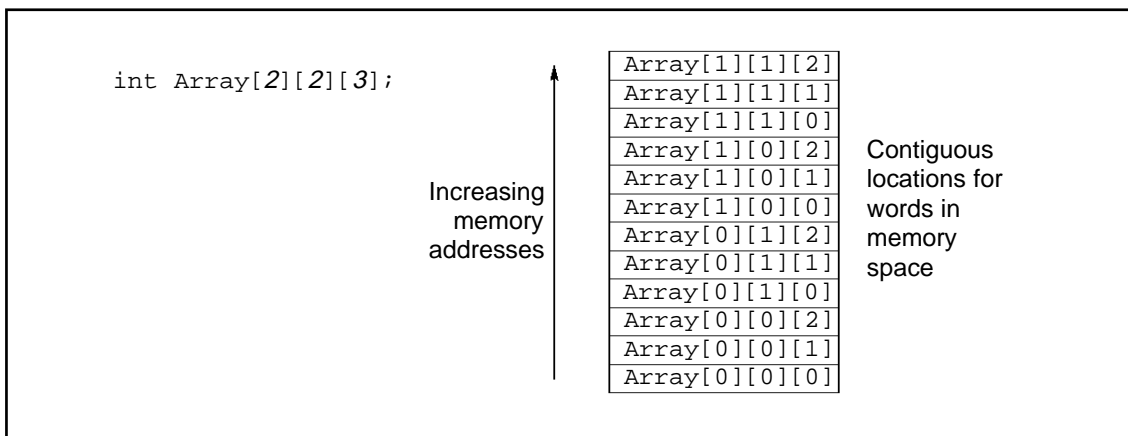 int Array[2][2][3];
Increasing
memory
addresses
Array[1][1][2]
Array[1][1][1]
Array[1][1][0]
Array[1][0][2]
Array[1][0][1]
Array[1][0][0]
Array[0][1][2]
Array[0][1][1]
Array[0][1][0]
Array[0][0][2]
Array[0][0][1]
Array[0][0][0]
Contiguous
locations for
words in
memory
space